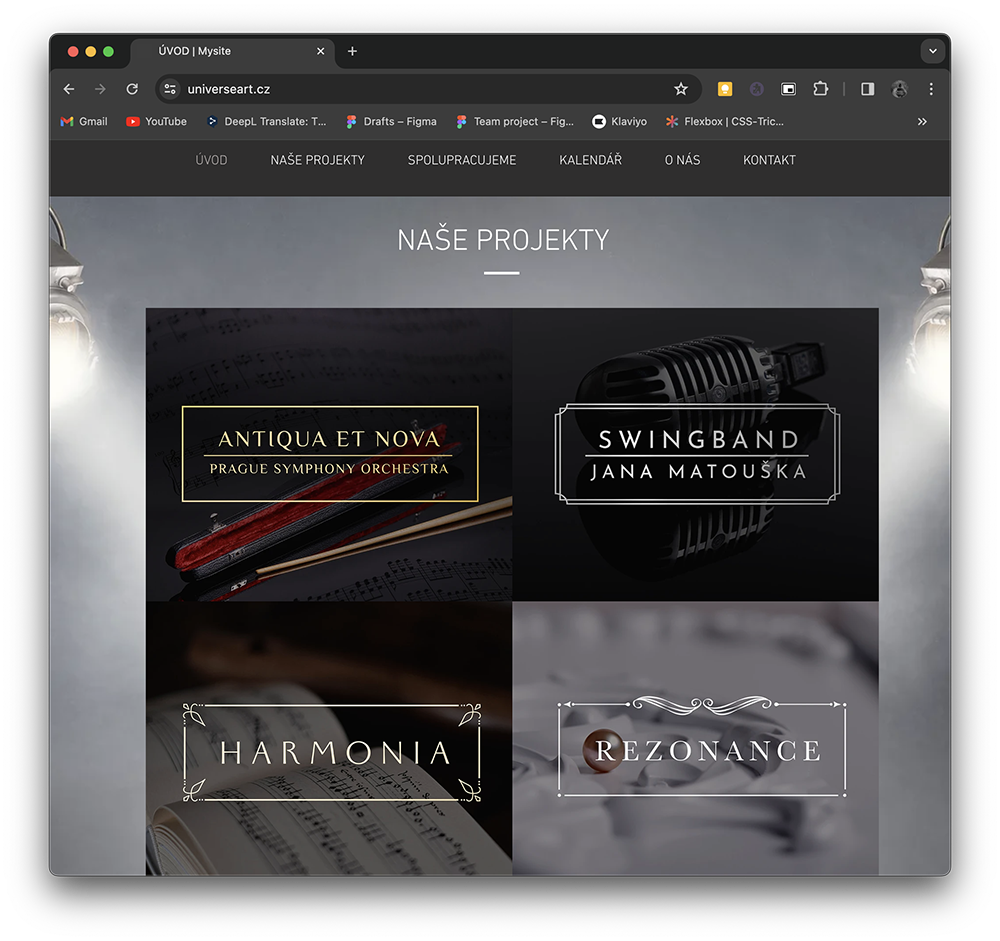 ÚVOD | Mysite
universeart.cz
Gmail YouTube DeepL Translate: T... Drafts – Figma Team project – Fig... Klaviyo Flexbox | CSS-Tric...
ÚVOD NAŠE PROJEKTY SPOLUPRACUJEME KALENDÁŘ O NÁS KONTAKT
NAŠE PROJEKTY
ANTIQUA ET NOVA
PRAGUE SYMPHONY ORCHESTRA
SWINGBAND
JANA MATOUŠKA
HARMONIA
REZONANCE